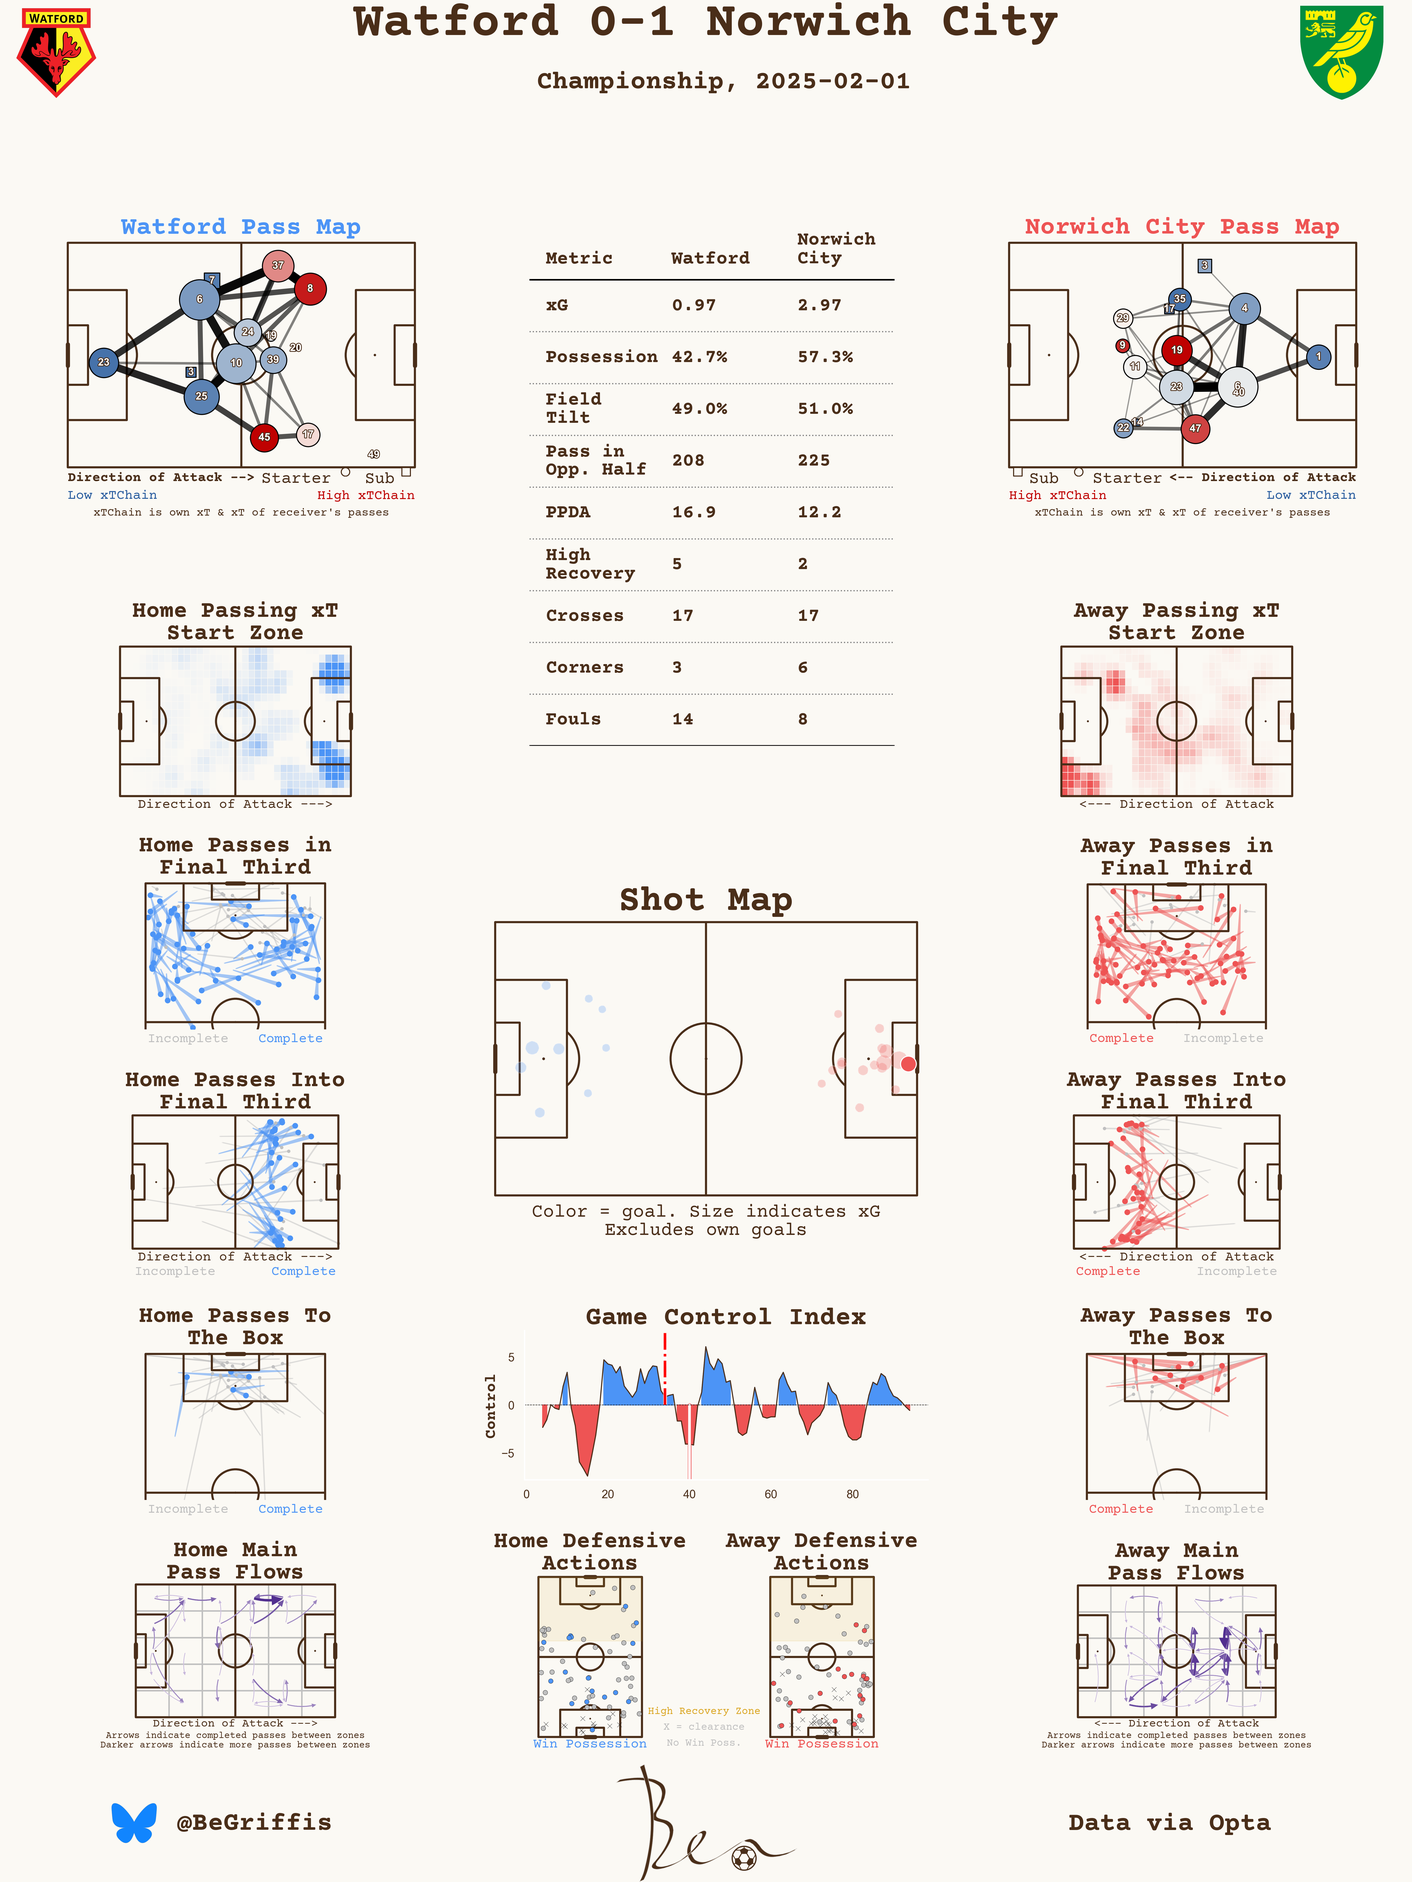 Watford 0-1 Norwich City
WATFORD
Championship, 2025-02-01
Watford Pass Map
37
7
8
6
24
19
20
23
10
39
3
25
45
17
49
Direction of Attack --> Starter Sub
Low xTChain High xTChain
xTChain is own xT & xT of receiver's passes
Metric Watford Norwich City
xG 0.97 2.97
Possession 42.7% 57.3%
Field Tilt 49.0% 51.0%
Pass in Opp. Half 208 225
PPDA 16.9 12.2
High Recovery 5 2
Crosses 17 17
Corners 3 6
Fouls 14 8
Norwich City Pass Map
3
35
17
4
29
9
19
1
11
23
6
40
22
14
47
Sub Starter <-- Direction of Attack
High xTChain Low xTChain
xTChain is own xT & xT of receiver's passes
Home Passing xT
Start Zone
Direction of Attack --->
Away Passing xT
Start Zone
<--- Direction of Attack
Home Passes in
Final Third
Incomplete Complete
Shot Map
Color = goal. Size indicates xG
Excludes own goals
Away Passes in
Final Third
Complete Incomplete
Home Passes Into
Final Third
Direction of Attack --->
Incomplete Complete
Away Passes Into
Final Third
<--- Direction of Attack
Complete Incomplete
Home Passes To
The Box
Incomplete Complete
Game Control Index
Control
5
0
−5
0 20 40 60 80
Away Passes To
The Box
Complete Incomplete
Home Main
Pass Flows
Direction of Attack --->
Arrows indicate completed passes between zones
Darker arrows indicate more passes between zones
Home Defensive
Actions
Win Possession
High Recovery Zone
X = clearance
No Win Poss.
Away Defensive
Actions
Win Possession
Away Main
Pass Flows
<--- Direction of Attack
Arrows indicate completed passes between zones
Darker arrows indicate more passes between zones
@BeGriffis
Ben
Data via Opta